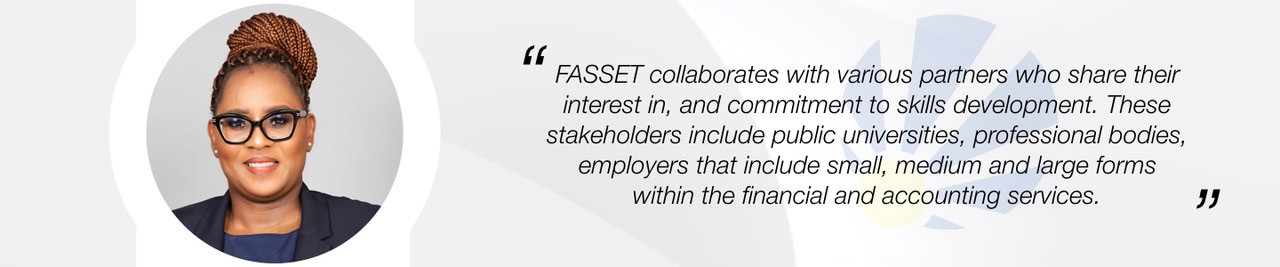 “ FASSET collaborates with various partners who share their
interest in, and commitment to skills development. These
stakeholders include public universities, professional bodies,
employers that include small, medium and large forms
within the financial and accounting services. ”